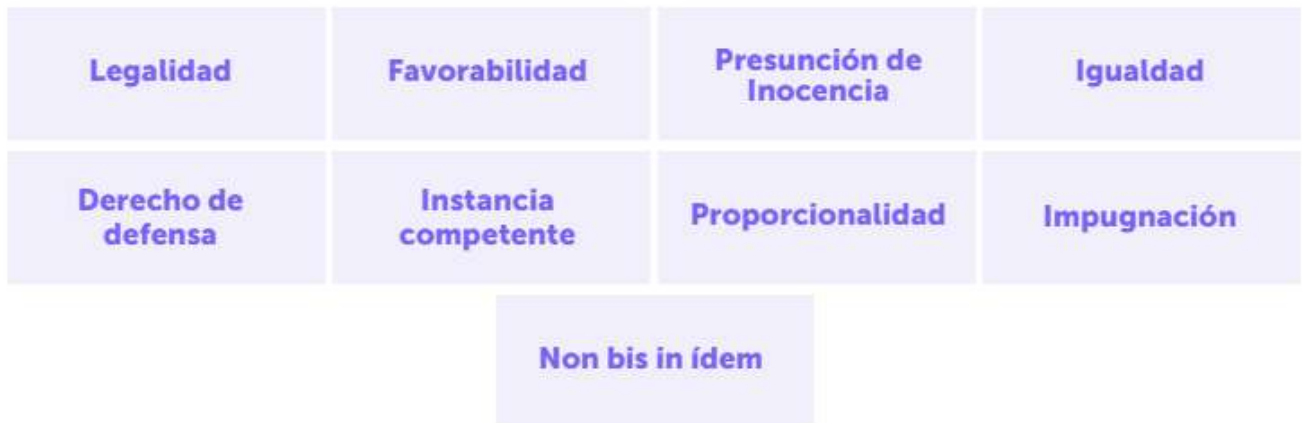 Legalidad
Favorabilidad
Presunción de
Inocencia
Igualdad
Derecho de
defensa
Instancia
competente
Proporcionalidad
Impugnación
Non bis in ídem